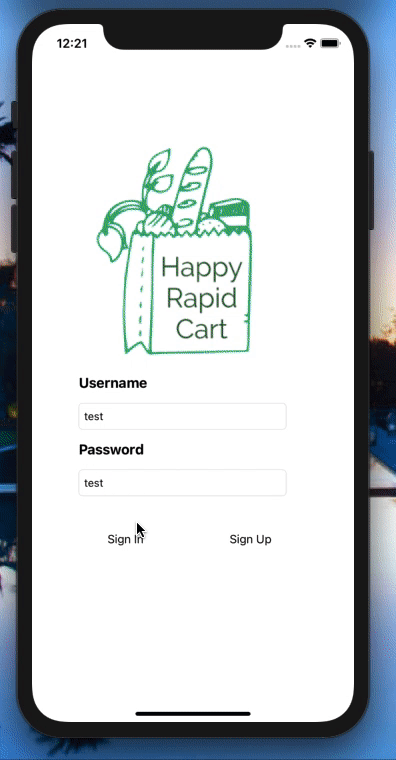 12:21
Happy
Rapid
Cart
Username
test
Password
test
Sign In Sign Up